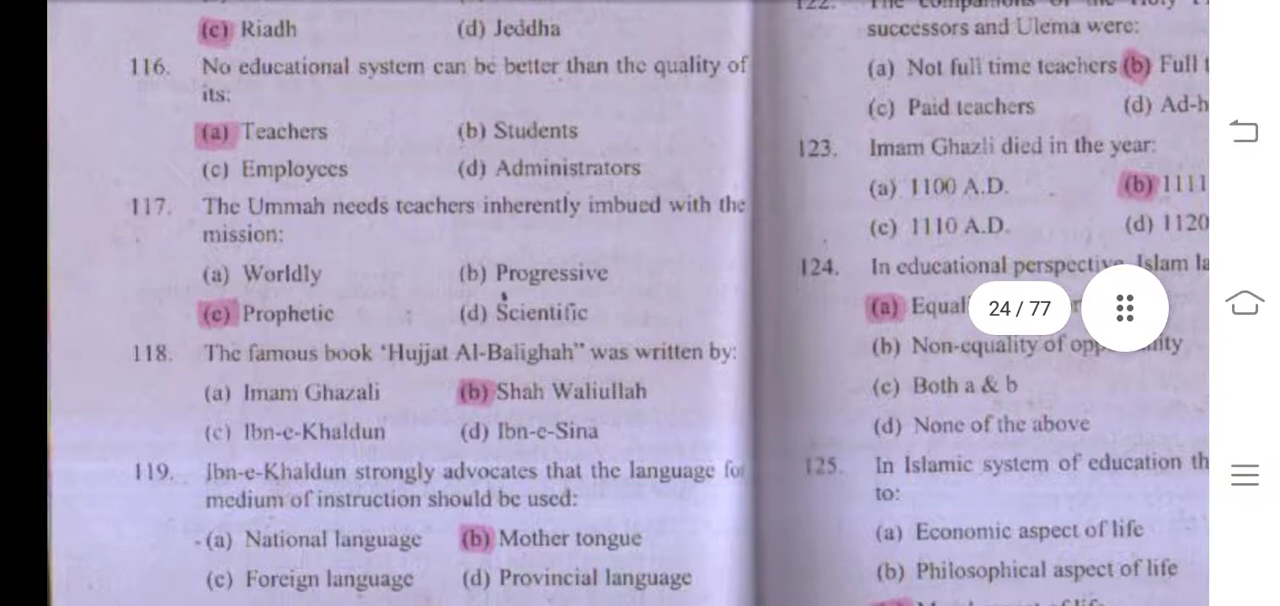 (c) Riadh (d) Jeddha
116. No educational system can be better than the quality of
its:
(a) Teachers (b) Students
(c) Employees (d) Administrators
117. The Ummah needs teachers inherently imbued with the
mission:
(a) Worldly (b) Progressive
(c) Prophetic (d) Scientific
118. The famous book ‘Hujjat Al-Balighah” was written by:
(a) Imam Ghazali (b) Shah Waliullah
(c) Ibn-e-Khaldun (d) Ibn-e-Sina
119. Ibn-e-Khaldun strongly advocates that the language for
medium of instruction should be used:
(a) National language (b) Mother tongue
(c) Foreign language (d) Provincial language
122. The companions of the Holy
successors and Ulema were:
(a) Not full time teachers (b) Full
(c) Paid teachers (d) Ad-h
123. Imam Ghazli died in the year:
(a) 1100 A.D. (b) 1111
(c) 1110 A.D. (d) 1120
124. In educational perspective Islam la
(a) Equal
(b) Non-equality of
(c) Both a & b
(d) None of the above
125. In Islamic system of education th
to:
(a) Economic aspect of life
(b) Philosophical aspect of life
24 / 77